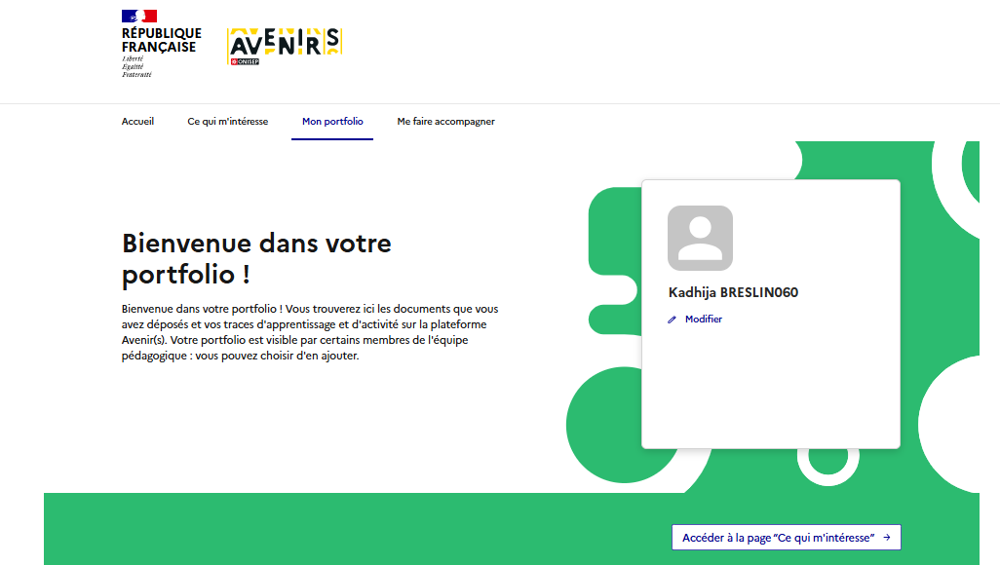 RÉPUBLIQUE
FRANÇAISE
Liberté
Égalité
Fraternité
AVENIRS
ONISEP
Accueil
Ce qui m'intéresse
Mon portfolio
Me faire accompagner
Bienvenue dans votre
portfolio !
Bienvenue dans votre portfolio ! Vous trouverez ici les documents que vous
avez déposés et vos traces d'apprentissage et d'activité sur la plateforme
Avenir(s). Votre portfolio est visible par certains membres de l'équipe
pédagogique : vous pouvez choisir d'en ajouter.
Kadhija BRESLIN060
Modifier
Accéder à la page “Ce qui m’intéresse”